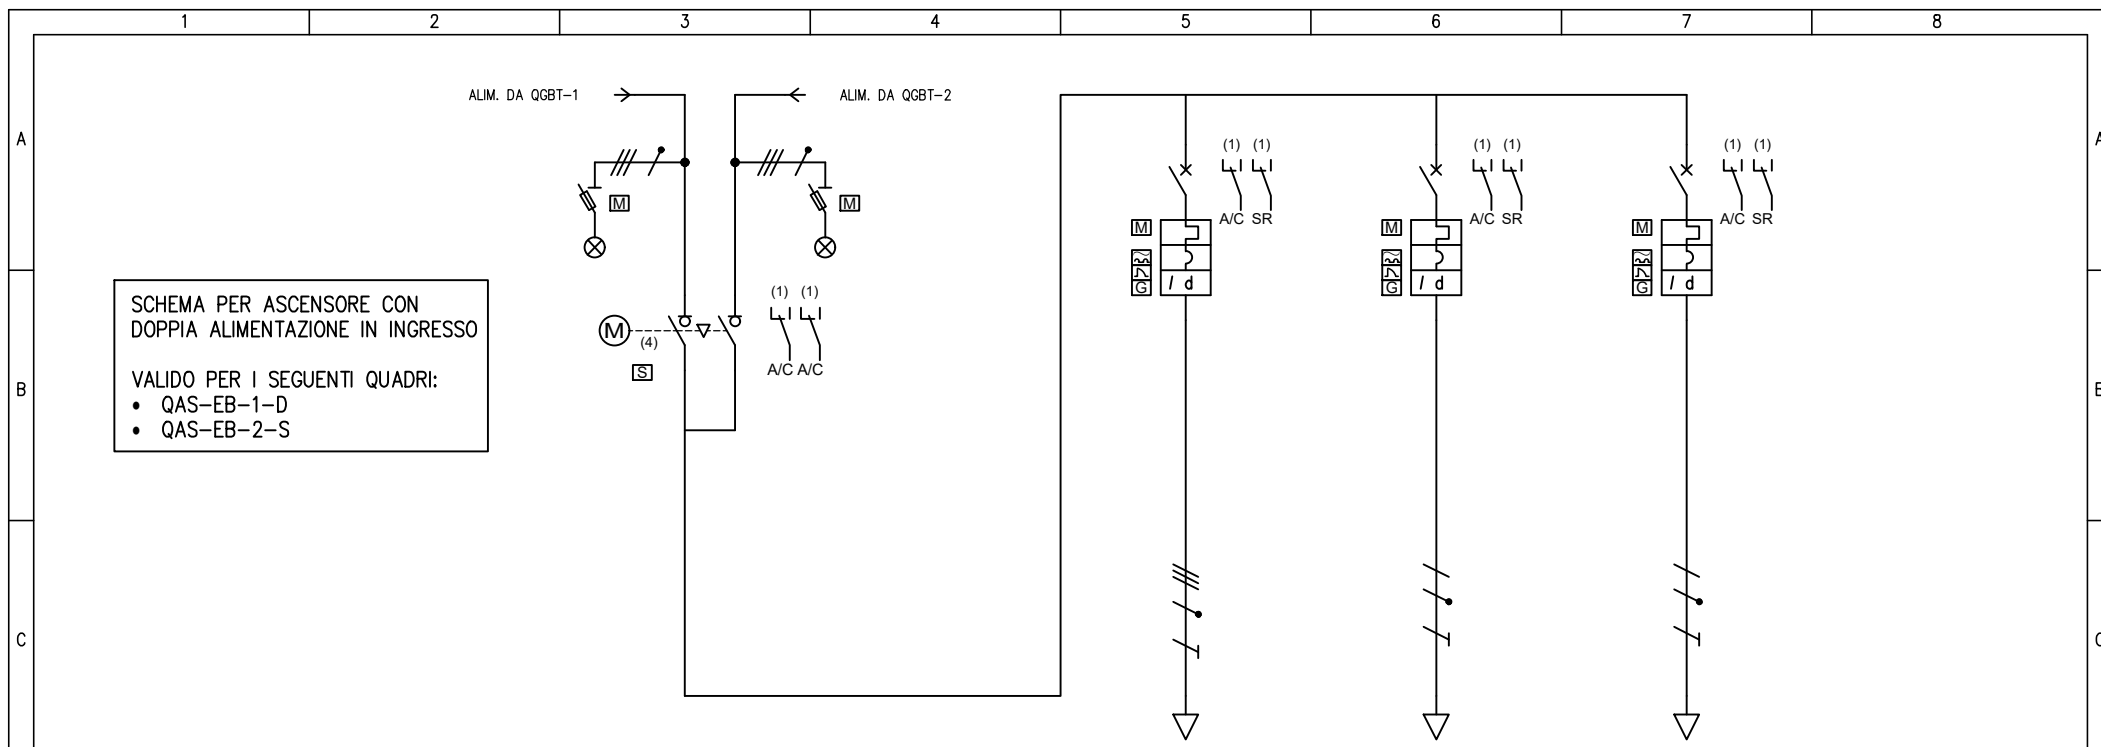 1 2 3 4 5 6 7 8
ALIM. DA QGBT-1 ALIM. DA QGBT-2
A A
(1) (1) (1) (1) (1) (1)
M M
A/C SR A/C SR A/C SR
M M M
G I d G I d G I d
SCHEMA PER ASCENSORE CON
DOPPIA ALIMENTAZIONE IN INGRESSO
VALIDO PER I SEGUENTI QUADRI:
• QAS-EB-1-D
• QAS-EB-2-S
(1) (1)
M (4)
S A/C A/C
B B
C C